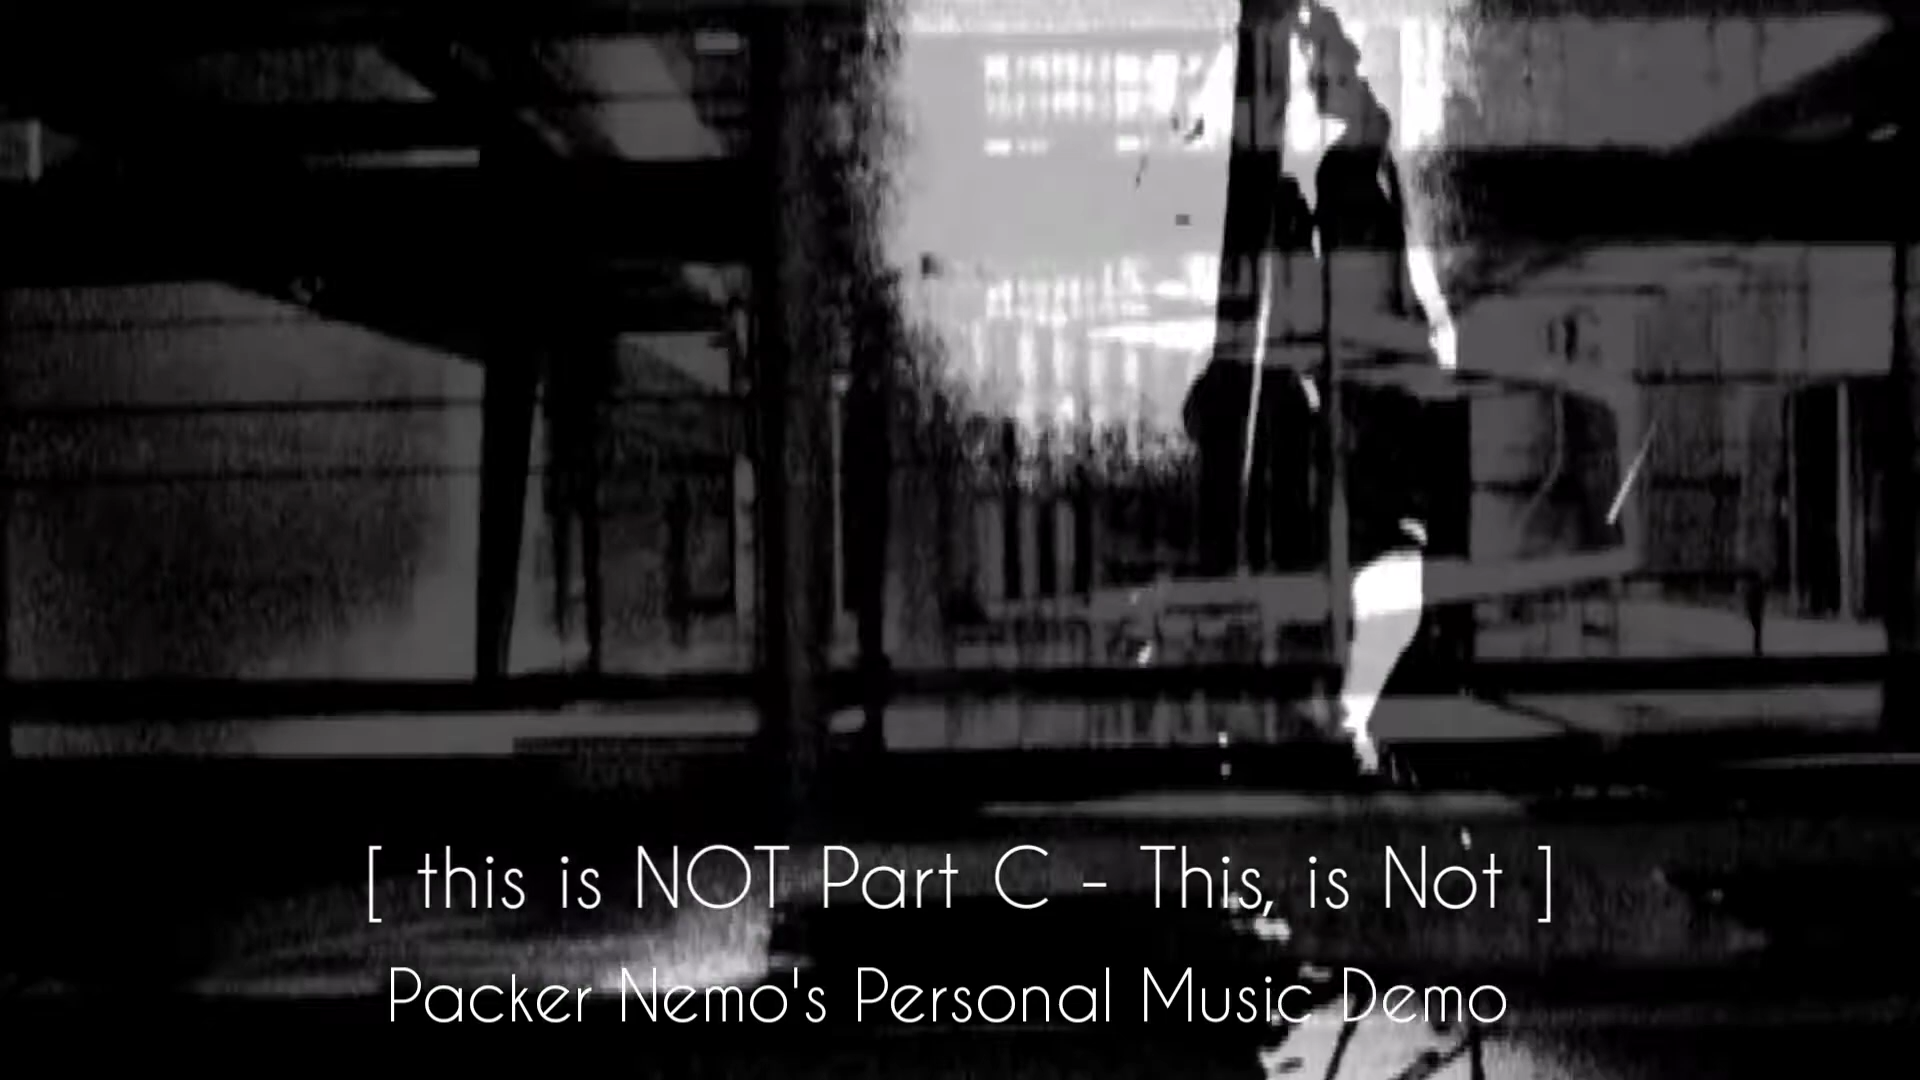 [ this is NOT Part C - This, is Not ]
Packer Nemo's Personal Music Demo